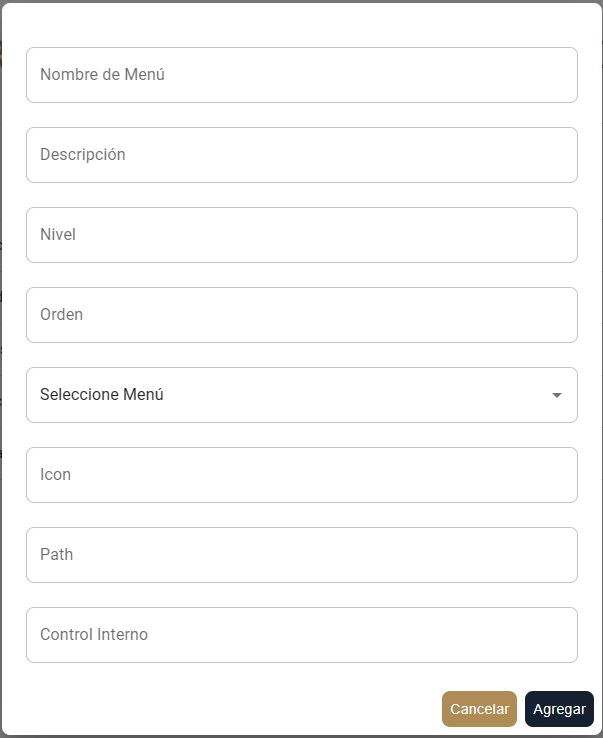 Nombre de Menú
Descripción
Nivel
Orden
Seleccione Menú
Icon
Path
Control Interno
Cancelar Agregar